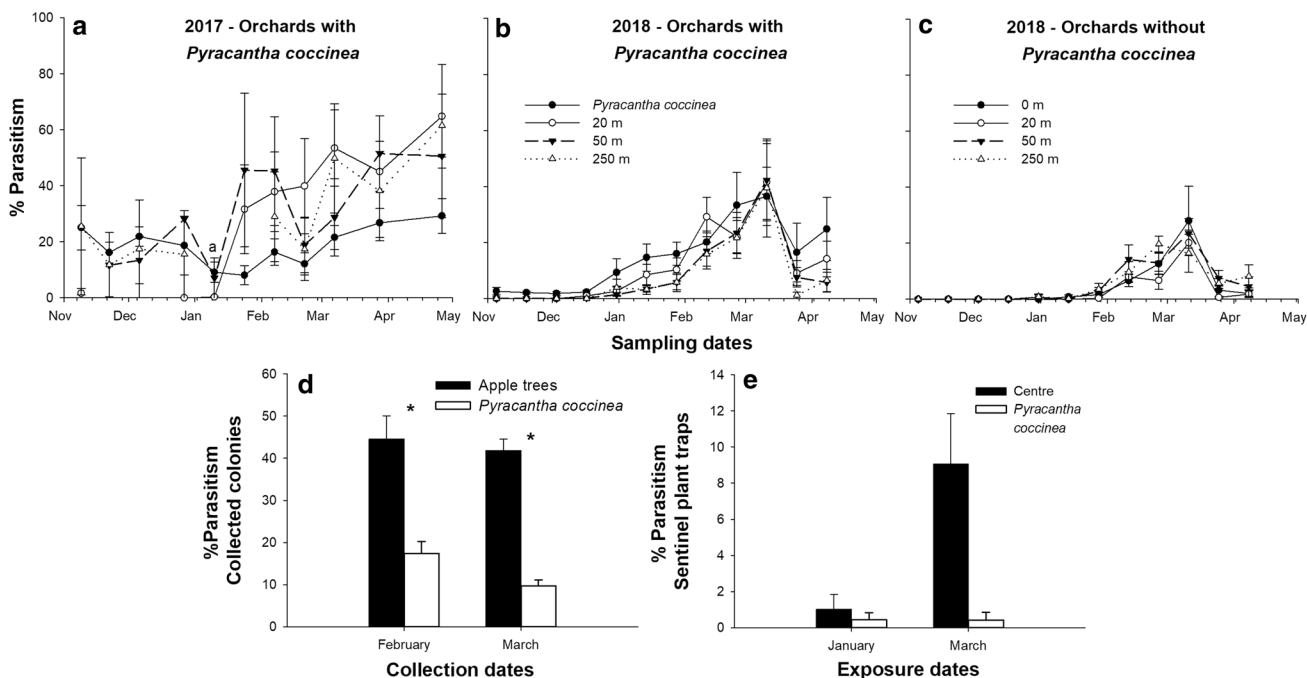 a
2017 - Orchards with
Pyracantha coccinea
% Parasitism
100
80
60
40
20
0
a
Nov Dec Jan Feb Mar Apr May
b
2018 - Orchards with
Pyracantha coccinea
Pyracantha coccinea
20 m
50 m
250 m
Nov Dec Jan Feb Mar Apr May
c
2018 - Orchards without
Pyracantha coccinea
0 m
20 m
50 m
250 m
Nov Dec Jan Feb Mar Apr May
Sampling dates
d
%Parasitism
Collected colonies
60
50
40
30
20
10
0
Apple trees
Pyracantha coccinea
* *
February March
Collection dates
e
% Parasitism
Sentinel plant traps
14
12
10
8
6
4
2
0
Centre
Pyracantha
coccinea
January March
Exposure dates